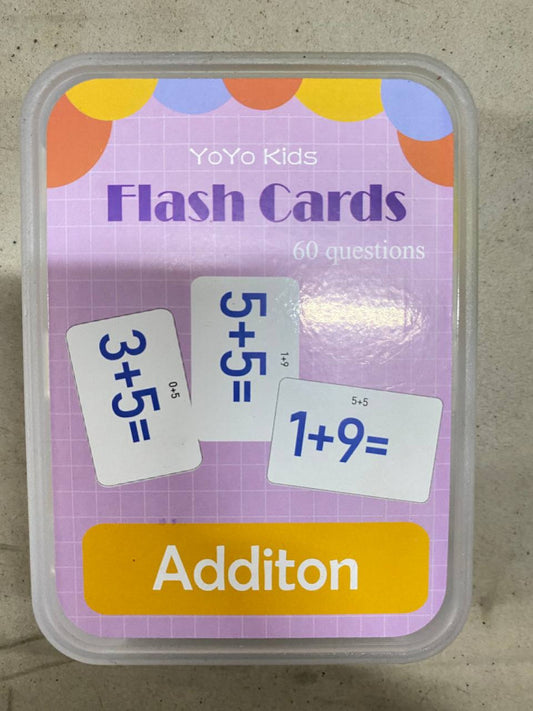 YoYo Kids
Flash Cards
60 questions
3+5=
0+5
5+5=
1+9
5+5
1+9=
Additon